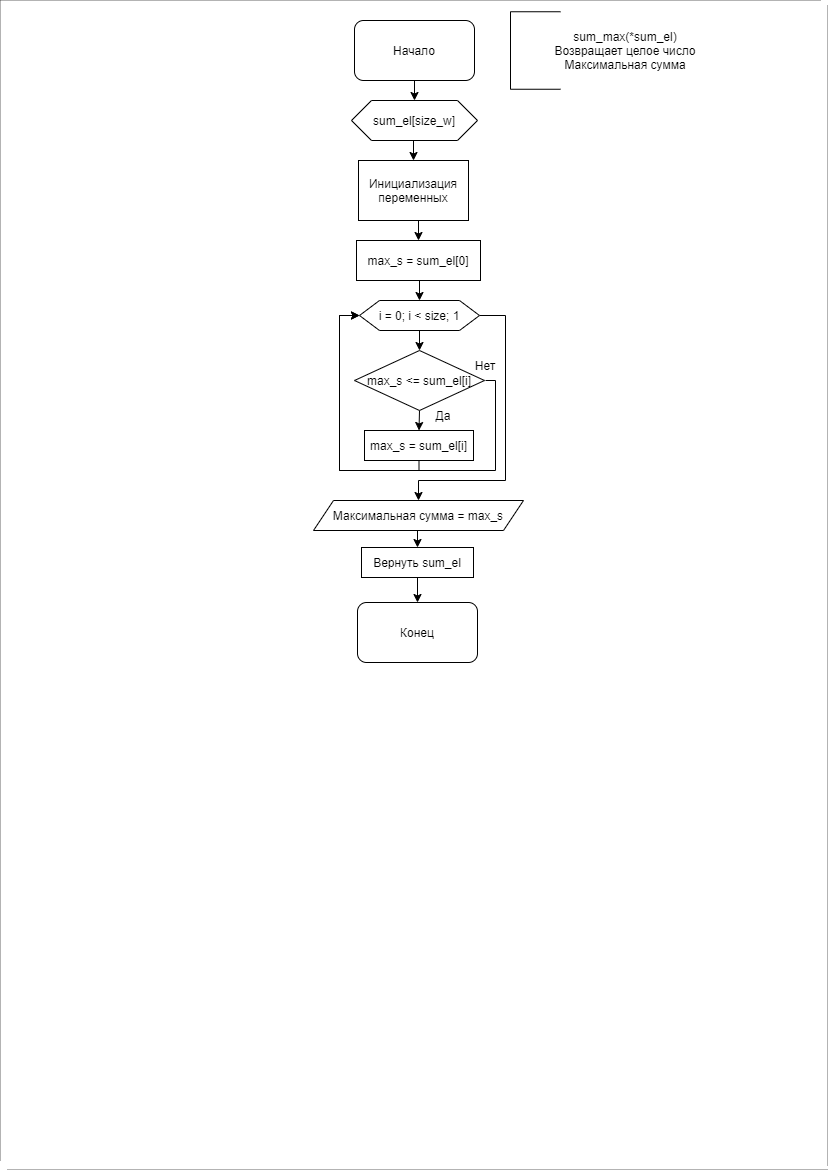 Начало
sum_max(*sum_el)
Возвращает целое число
Максимальная сумма
sum_el[size_w]
Инициализация
переменных
max_s = sum_el[0]
i = 0; i < size; 1
Нет
max_s <= sum_el[i]
Да
max_s = sum_el[i]
Максимальная сумма = max_s
Вернуть sum_el
Конец